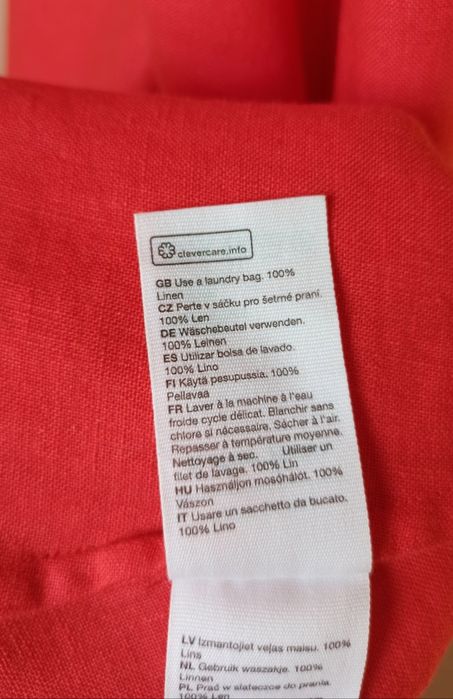 clevercare.info
GB Use a laundry bag. 100%
Linen
CZ Perte v sáčku pro šetrné praní.
100% Len
DE Wäschebeutel verwenden.
100% Leinen
ES Utilizar bolsa de lavado.
100% Lino
FI Käytä pesupussia. 100%
Pellavaa
FR Laver à la machine à l'eau
froide cycle délicat. Blanchir sans
chlore si nécessaire. Sécher à l'air.
Repasser à température moyenne.
Nettoyage à sec. Utiliser un
filet de lavage. 100% Lin
HU Használjon mosóhálót. 100%
Vászon
IT Usare un sacchetto da bucato.
100% Lino
LV Izmantojiet veļas maisu. 100%
Lins
NL Gebruik waszakje. 100%
Linnen
PL Prać w siateczce do prania.
100% Len